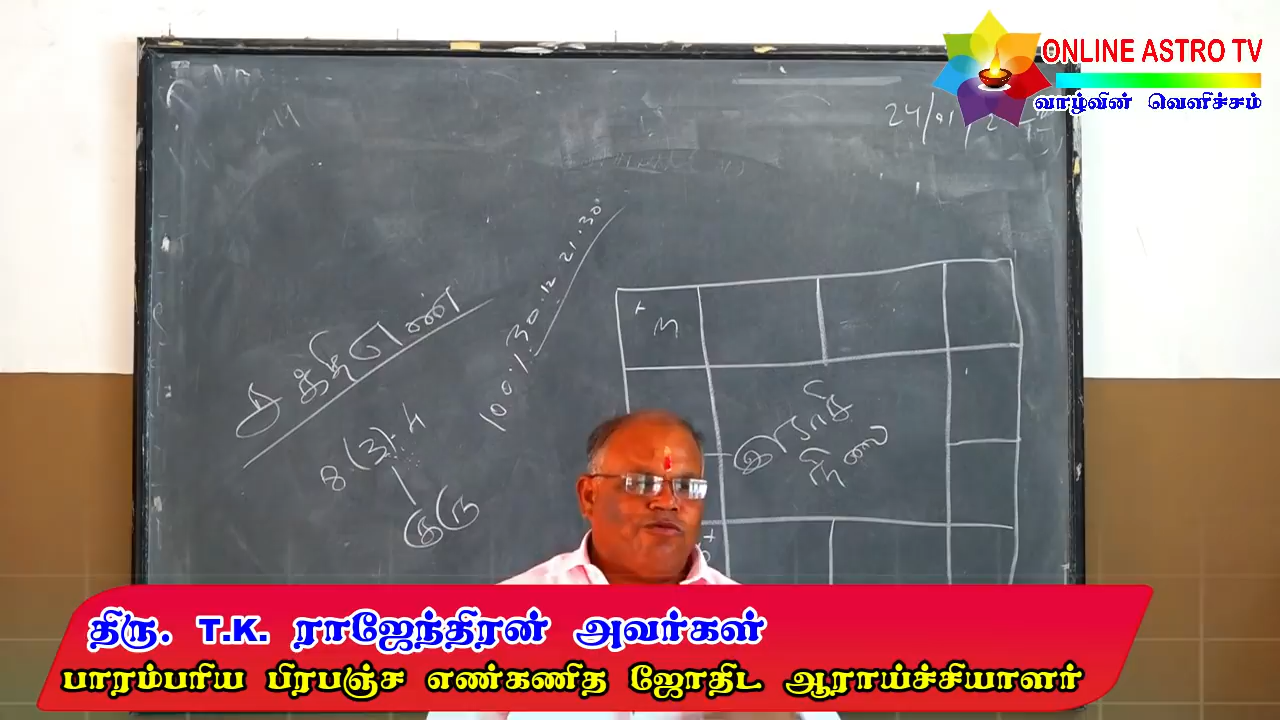 ONLINE ASTRO TV
வாழ்வின் வெளிச்சம்
24/01/
சக்தி எண்
8 (3)
குரு
100% 30.12 21.30
இராசி
நிலை
திரு. T.K. ராஜேந்திரன் அவர்கள்
பாரம்பரிய பிரபஞ்ச எண்கணித ஜோதிட ஆராய்ச்சியாளர்